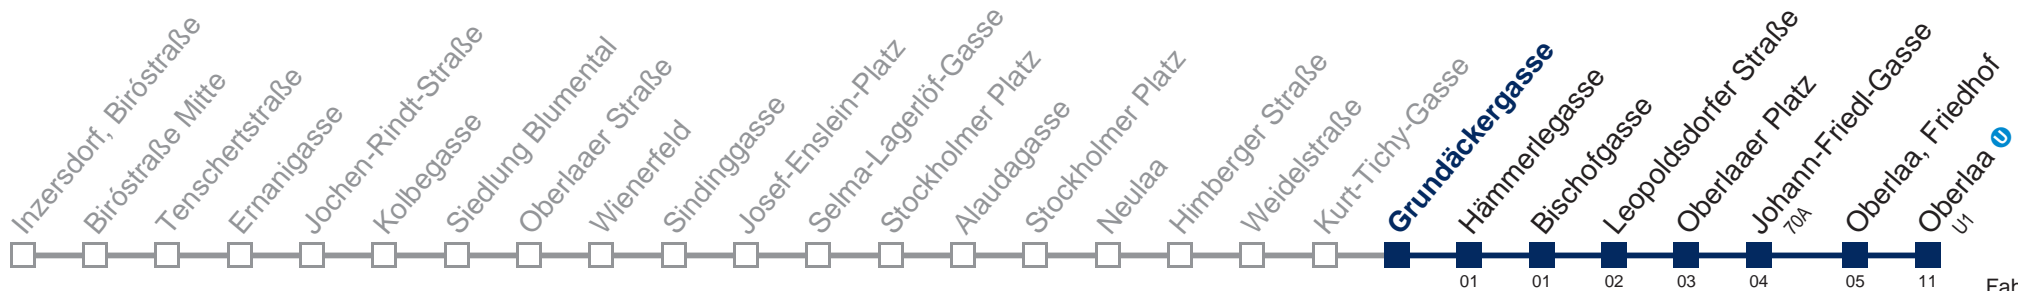 Inzersdorf, Biróstraße
Biróstraße Mitte
Tenschertstraße
Ernanigasse
Jochen-Rindt-Straße
Kolbegasse
Siedlung Blumental
Oberlaaer Straße
Wienerfeld
Sindinggasse
Josef-Enslein-Platz
Selma-Lagerlöf-Gasse
Stockholmer Platz
Alaudagasse
Stockholmer Platz
Neulaa
Himberger Straße
Weidelstraße
Kurt-Tichy-Gasse
Grundäckergasse
Hämmerlegasse
Bischofgasse
Leopoldsdorfer Straße
Oberlaaer Platz
Johann-Friedl-Gasse
70A
Oberlaa, Friedhof
Oberlaa U
U1
01 01 02 03 04 05 11
Fah